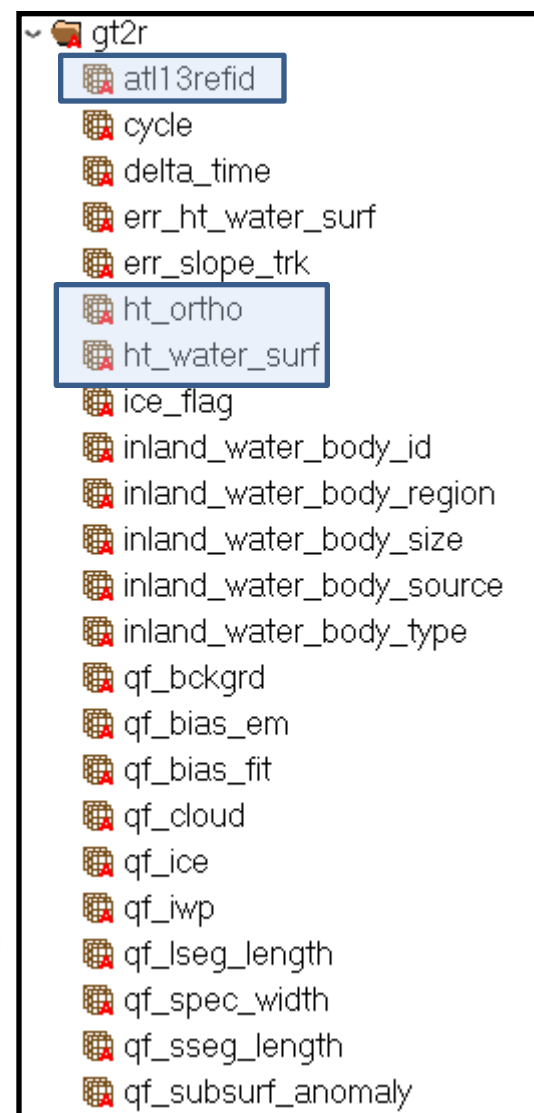 gt2r
atl13refid
cycle
delta_time
err_ht_water_surf
err_slope_trk
ht_ortho
ht_water_surf
ice_flag
inland_water_body_id
inland_water_body_region
inland_water_body_size
inland_water_body_source
inland_water_body_type
qf_bckgrd
qf_bias_em
qf_bias_fit
qf_cloud
qf_ice
qf_iwp
qf_lseg_length
qf_spec_width
qf_sseg_length
qf_subsurf_anomaly